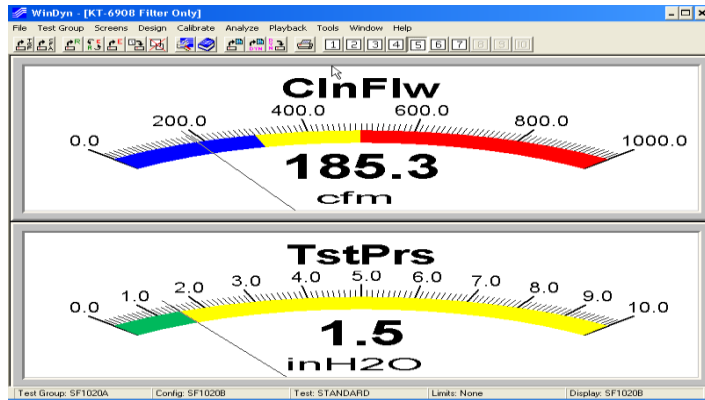 WinDyn - [KT-6908 Filter Only]
File Test Group Screens Design Calibrate Analyze Playback Tools Window Help
1 2 3 4 5 6 7 8 9 10
ClnFlw
0.0 200.0 400.0 600.0 800.0 1000.0
185.3
cfm
TstPrs
0.0 1.0 2.0 3.0 4.0 5.0 6.0 7.0 8.0 9.0 10.0
1.5
inH2O
Test Group: SF1020A Config: SF1020B Test: STANDARD Limits: None Display: SF1020B